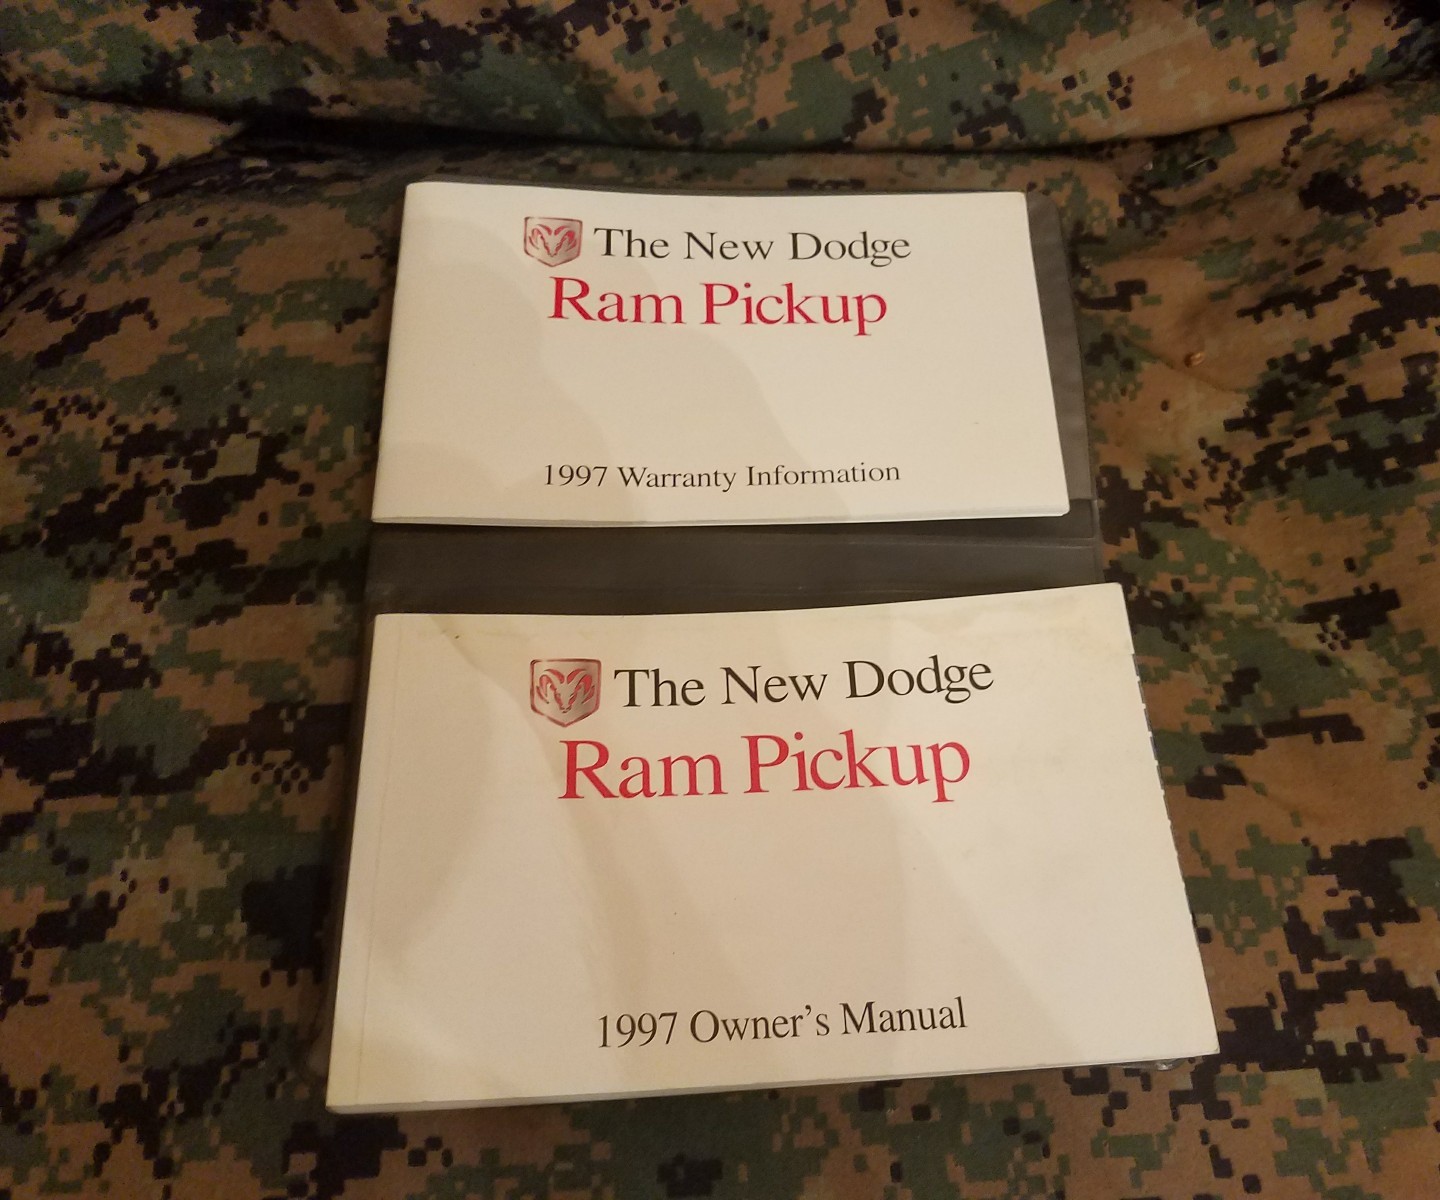 The New Dodge
Ram Pickup
1997 Warranty Information
The New Dodge
Ram Pickup
1997 Owner's Manual